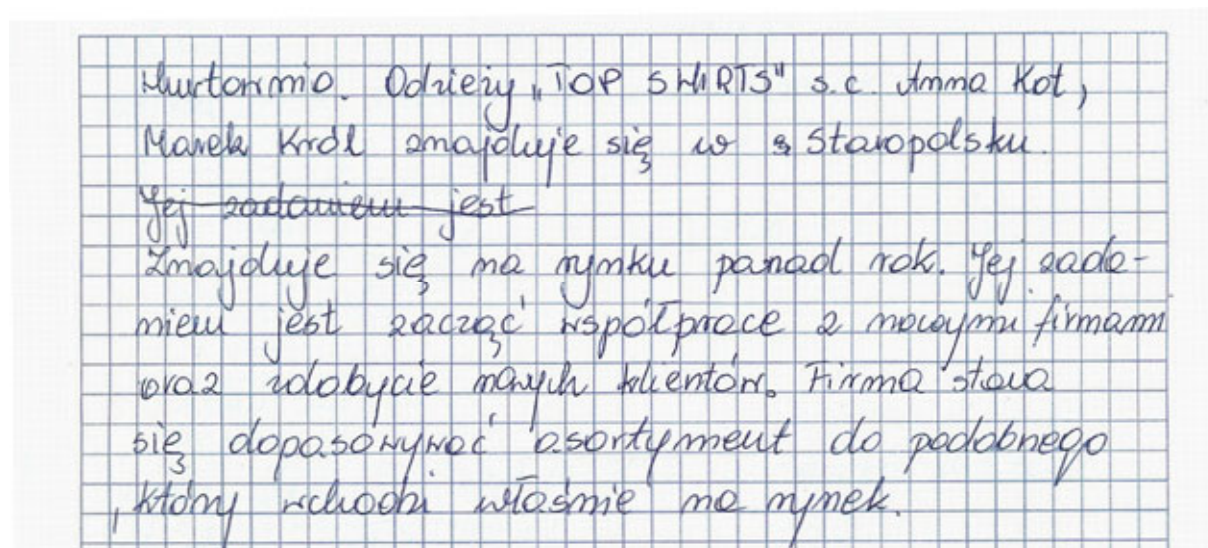 Hurtownia Odzieży „TOP SHIRTS" s.c. Anna Kot,
Marek Król znajduje się w Staropolsku.
Jej zadaniem jest
Znajduje się na rynku ponad rok. Jej zada-
niem jest zacząć współprace z nowymi firmami
oraz zdobycie nowych klientów. Firma stara
się dopasowywać asortyment do podobnego
, który wchodzi właśnie na rynek.